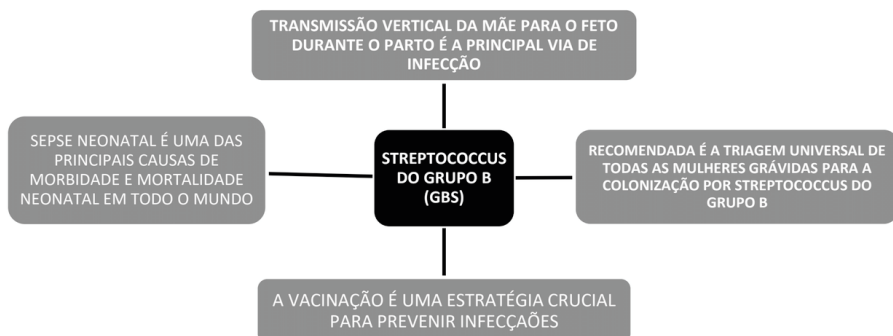 TRANSMISSÃO VERTICAL DA MÃE PARA O FETO
DURANTE O PARTO É A PRINCIPAL VIA DE
INFECÇÃO
SEPSE NEONATAL É UMA DAS
PRINCIPAIS CAUSAS DE
MORBIDADE E MORTALIDADE
NEONATAL EM TODO O MUNDO
STREPTOCOCCUS
DO GRUPO B
(GBS)
RECOMENDADA É A TRIAGEM UNIVERSAL DE
TODAS AS MULHERES GRÁVIDAS PARA A
COLONIZAÇÃO POR STREPTOCOCCUS DO
GRUPO B
A VACINAÇÃO É UMA ESTRATÉGIA CRUCIAL
PARA PREVENIR INFECÇAÕES